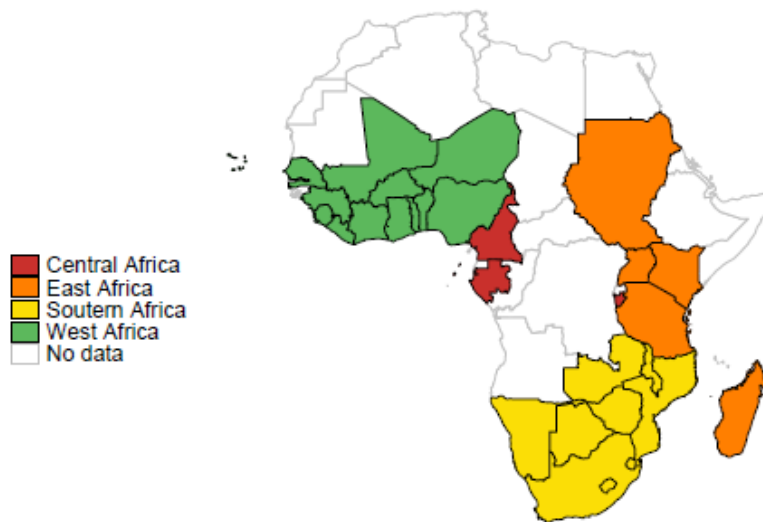 Central Africa
East Africa
Soutern Africa
West Africa
No data